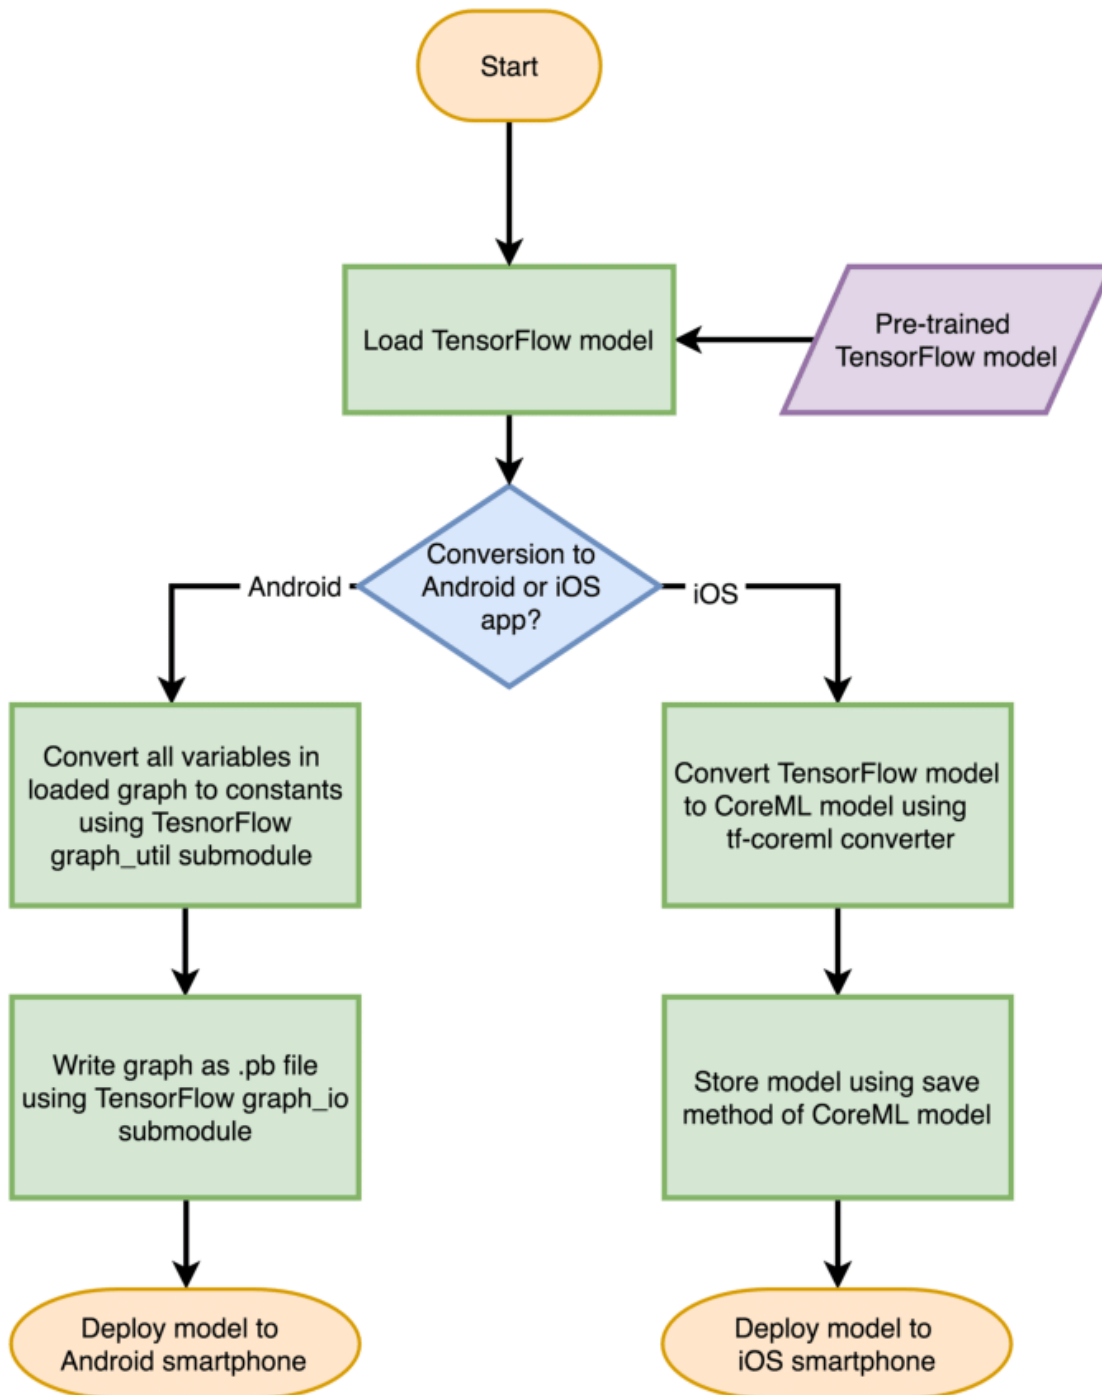 Start
Load TensorFlow model
Pre-trained
TensorFlow model
Conversion to
Android or iOS
app?
Android
iOS
Convert all variables in
loaded graph to constants
using TesnorFlow
graph_util submodule
Convert TensorFlow model
to CoreML model using
tf-coreml converter
Write graph as .pb file
using TensorFlow graph_io
submodule
Store model using save
method of CoreML model
Deploy model to
Android smartphone
Deploy model to
iOS smartphone